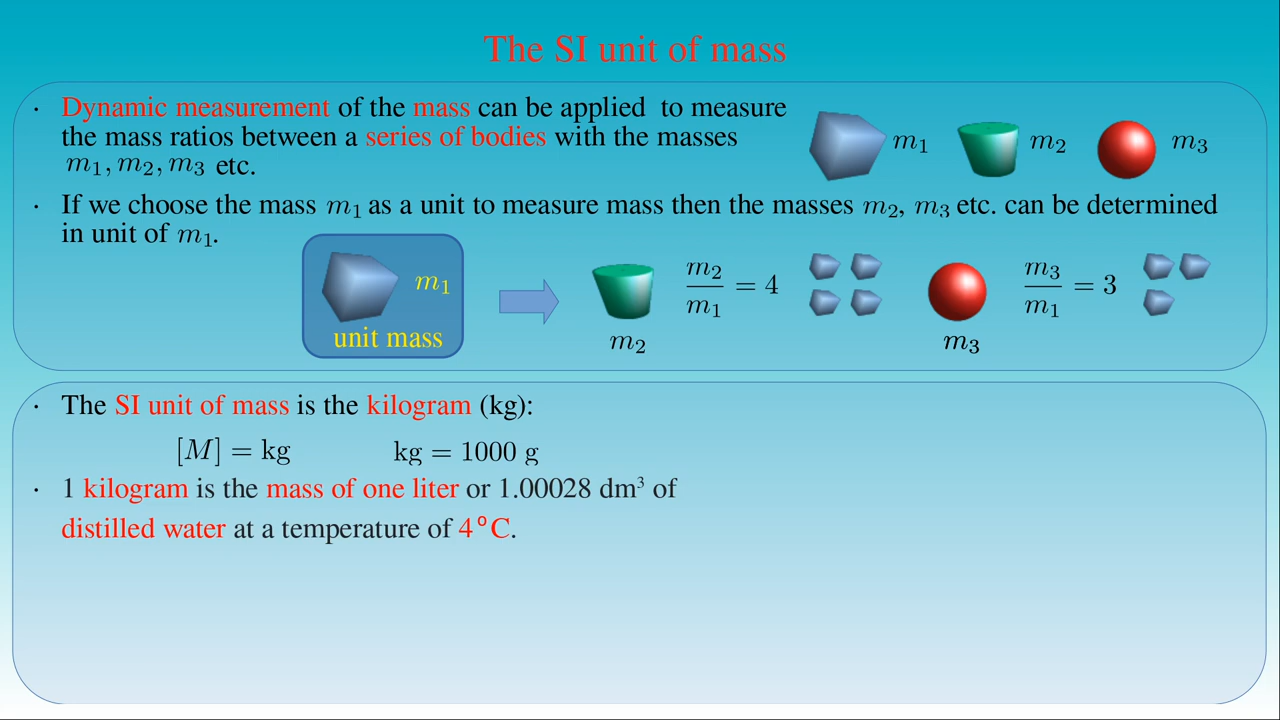 The SI unit of mass
· Dynamic measurement of the mass can be applied to measure
the mass ratios between a series of bodies with the masses
m₁, m₂, m₃ etc.
m₁ m₂ m₃
· If we choose the mass m₁ as a unit to measure mass then the masses m₂, m₃ etc. can be determined
in unit of m₁.
m₁
unit mass
m₂/m₁ = 4
m₂
m₃/m₁ = 3
m₃
· The SI unit of mass is the kilogram (kg):
[M] = kg kg = 1000 g
· 1 kilogram is the mass of one liter or 1.00028 dm³ of
distilled water at a temperature of 4 °C.